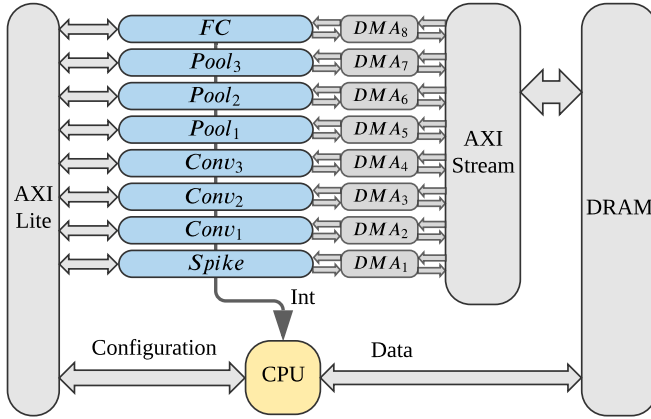 FC
DMA₈
Pool₃
DMA₇
Pool₂
DMA₆
Pool₁
DMA₅
Conv₃
DMA₄
Conv₂
DMA₃
Conv₁
DMA₂
Spike
DMA₁
AXI
Lite
AXI
Stream
DRAM
Int
Configuration
CPU
Data